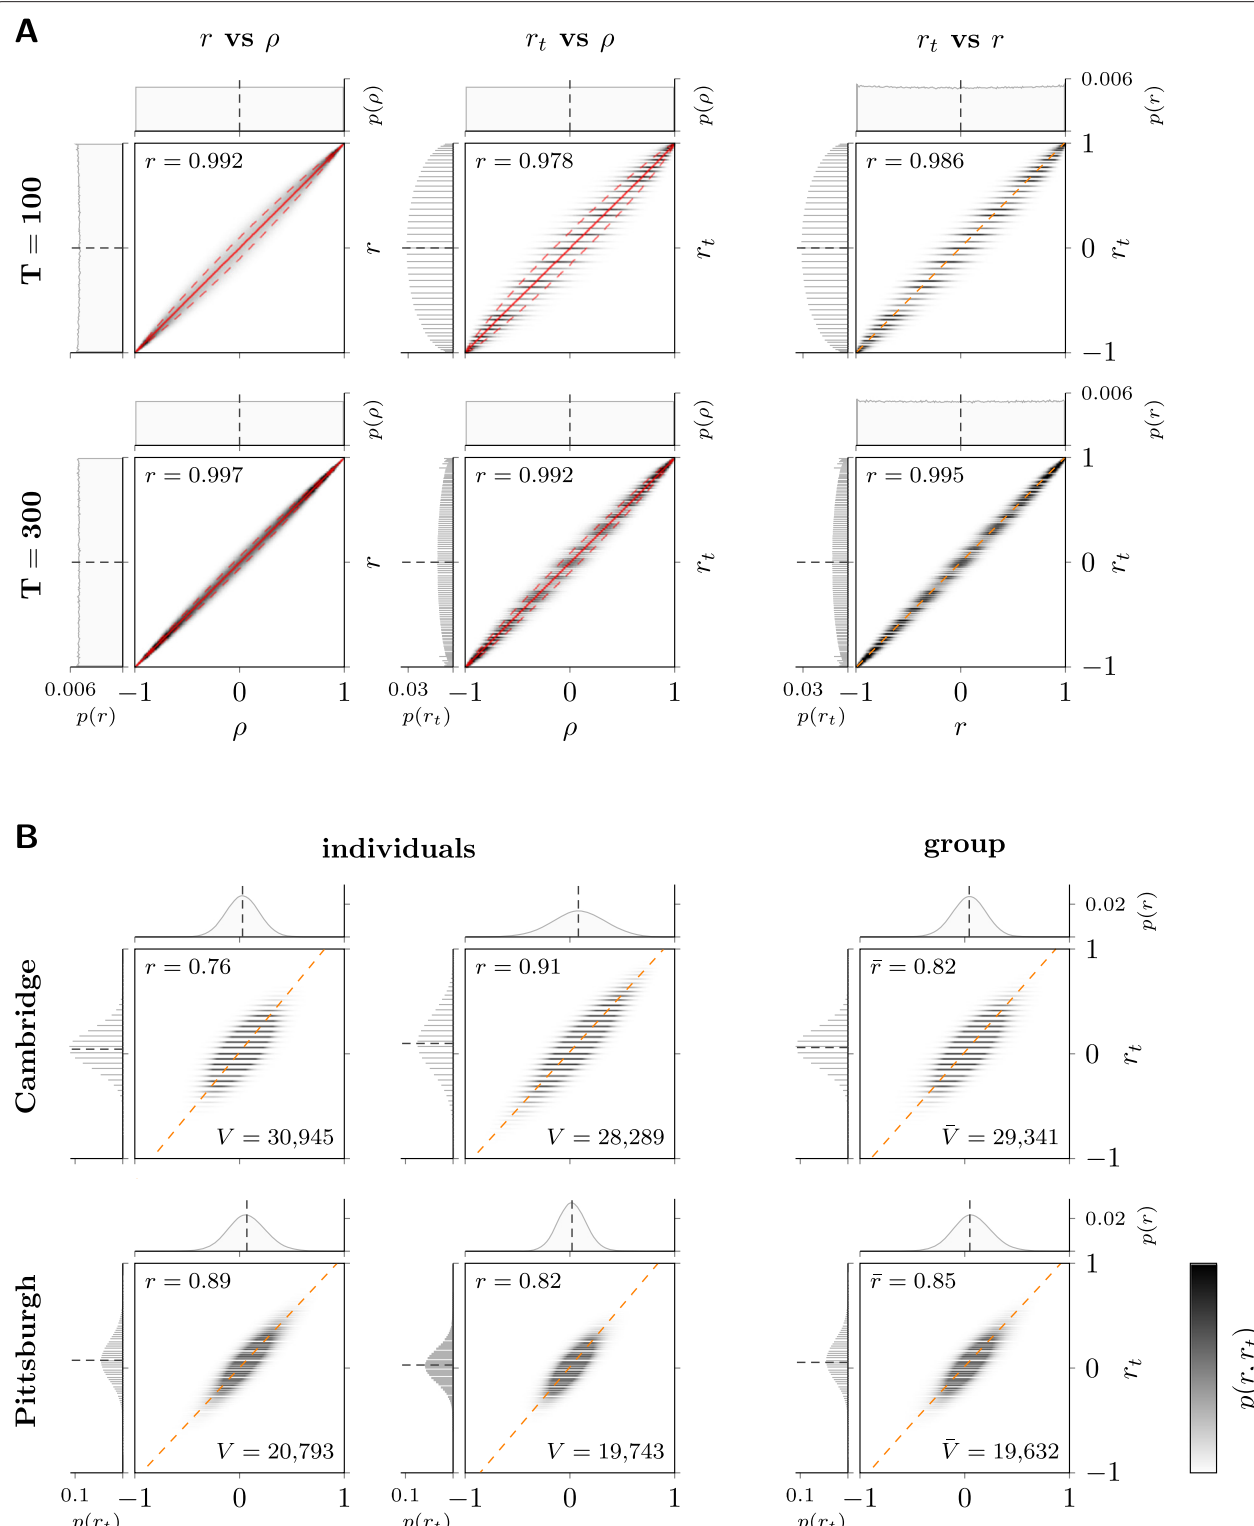 A
r vs ρ
r_t vs ρ
r_t vs r
p(ρ)
p(ρ)
0.006
p(r)
T = 100
r = 0.992
r
r = 0.978
r_t
r = 0.986
1
0
−1
r_t
p(ρ)
p(ρ)
0.006
p(r)
T = 300
r = 0.997
r
r = 0.992
r_t
r = 0.995
1
0
−1
r_t
0.006
−1 0 1
0.03
−1 0 1
0.03
−1 0 1
p(r)
ρ
p(r_t)
ρ
p(r_t)
r
B
individuals
group
0.02
p(r)
Cambridge
r = 0.76
V = 30,945
r = 0.91
V = 28,289
r̄ = 0.82
V̄ = 29,341
1
0
−1
r_t
0.02
p(r)
Pittsburgh
r = 0.89
V = 20,793
r = 0.82
V = 19,743
r̄ = 0.85
V̄ = 19,632
1
0
−1
r_t
p(r, r_t)
0.1
−1 0 1
0.1
−1 0 1
0.1
−1 0 1
p(r_t)
p(r_t)
p(r_t)